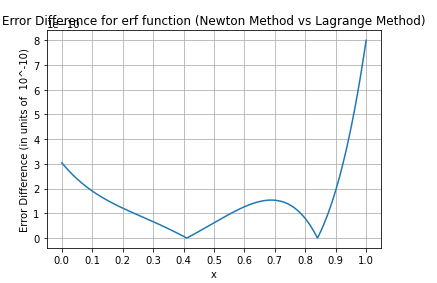 Error Difference for erf function (Newton Method vs Lagrange Method)
1e−10
8
7
6
5
4
3
2
1
0
Error Difference (in units of 10^-10)
0.0 0.1 0.2 0.3 0.4 0.5 0.6 0.7 0.8 0.9 1.0
x